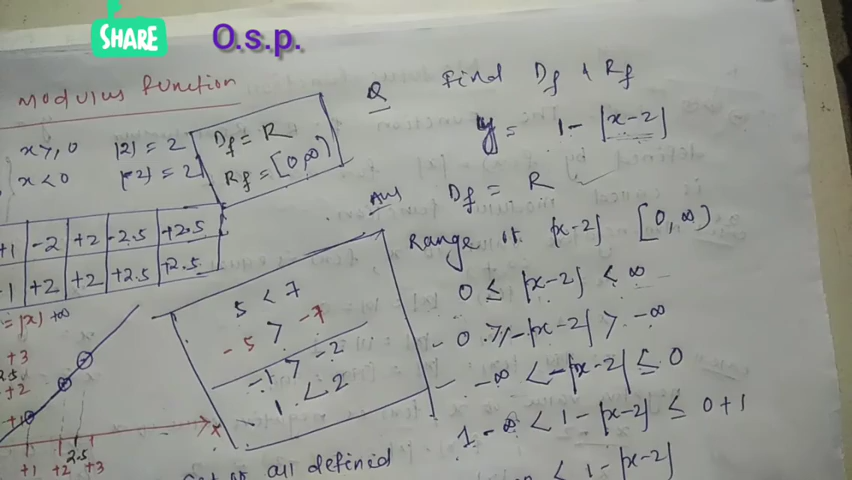 SHARE
O.s.p.
Modulus function
x ≥, 0 |2| = 2
x < 0 |-2| = 2
Df = R
Rf = [0, ∞)
+1 -2 +2 -2.5 +2.5
+2 +2 +2.5 +2.5
= |x| +∞
+3
2.5
+2
+1
+1 +2 2.5 +3
x
5 < 7
-5 > -7
-1 > -2
1 < 2
all defined
Q Find Df & Rf
y = 1 - |x-2|
Ans Df = R
Range of |x-2| [0, ∞)
0 ≤ |x-2| < ∞
- 0 ≥, -|x-2| > -∞
- -∞ < -|x-2| ≤ 0
1 - ∞ < 1 - |x-2| ≤ 0+1
< 1 - |x-2|